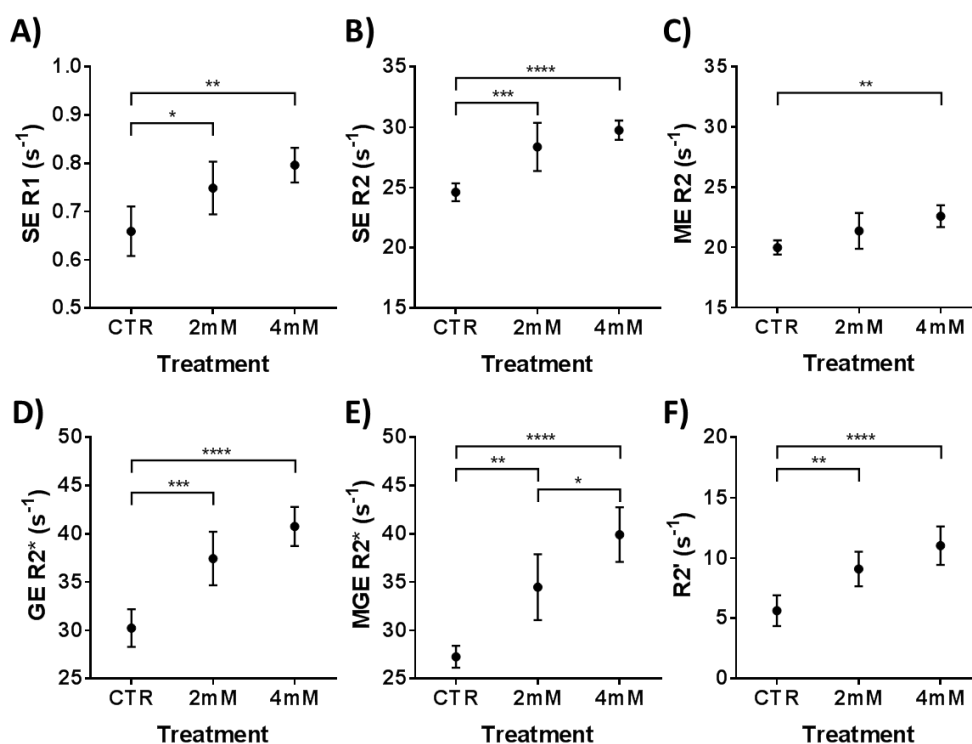 A)
SE R1 (s⁻¹)
1.0
0.9
0.8
0.7
0.6
0.5
**
*
CTR 2mM 4mM
Treatment
B)
SE R2 (s⁻¹)
35
30
25
20
15
****
***
CTR 2mM 4mM
Treatment
C)
ME R2 (s⁻¹)
35
30
25
20
15
**
CTR 2mM 4mM
Treatment
D)
GE R2* (s⁻¹)
50
45
40
35
30
25
****
***
CTR 2mM 4mM
Treatment
E)
MGE R2* (s⁻¹)
50
45
40
35
30
25
****
**
*
CTR 2mM 4mM
Treatment
F)
R2' (s⁻¹)
20
15
10
5
0
****
**
CTR 2mM 4mM
Treatment